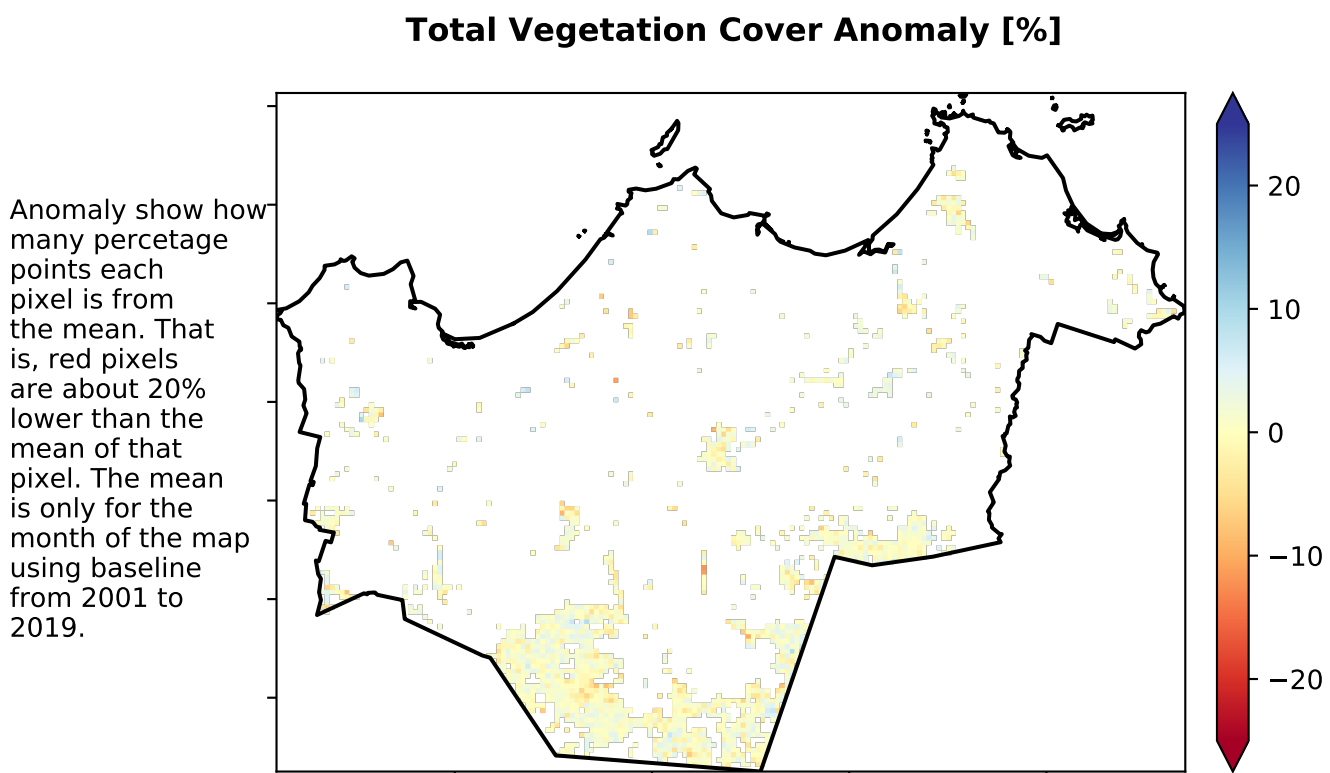 Total Vegetation Cover Anomaly [%]
Anomaly show how
many percetage
points each
pixel is from
the mean. That
is, red pixels
are about 20%
lower than the
mean of that
pixel. The mean
is only for the
month of the map
using baseline
from 2001 to
2019.
20
10
0
−10
−20